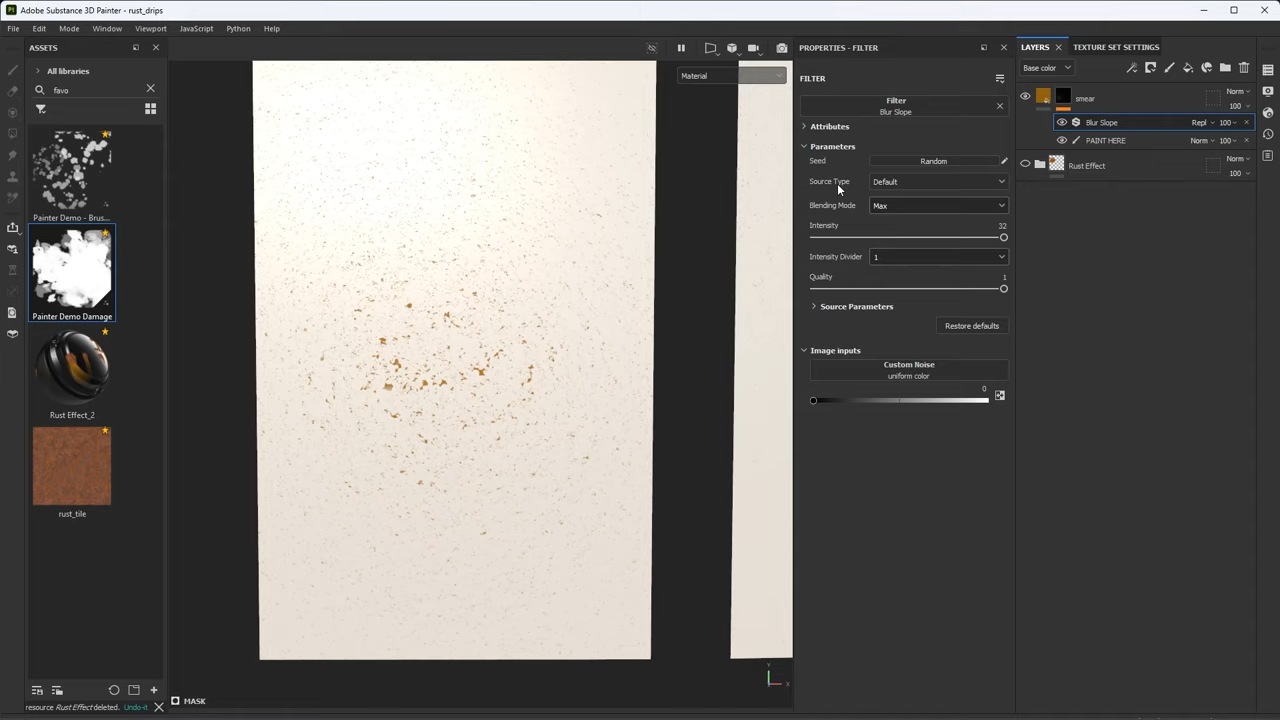 Adobe Substance 3D Painter - rust_drips
File Edit Mode Window Viewport JavaScript Python Help
ASSETS
All libraries
favo
Painter Demo - Brus...
Painter Demo Damage
Rust Effect_2
rust_tile
resource Rust Effect deleted. Undo-it
Material
MASK
PROPERTIES - FILTER
FILTER
Filter
Blur Slope
Attributes
Parameters
Seed Random
Source Type Default
Blending Mode Max
Intensity 32
Intensity Divider 1
Quality 1
Source Parameters
Restore defaults
Image inputs
Custom Noise
uniform color
0
LAYERS TEXTURE SET SETTINGS
Base color
smear Norm
100
Blur Slope Repl 100
PAINT HERE Norm 100
Rust Effect Norm
100